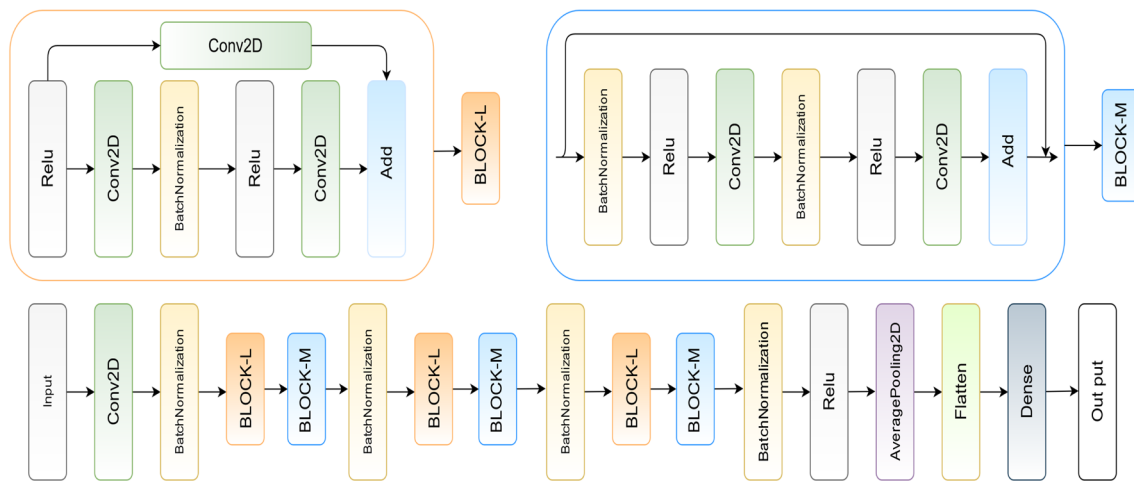 Conv2D
Relu
Conv2D
BatchNormalization
Relu
Conv2D
Add
BLOCK-L
BatchNormalization
Relu
Conv2D
BatchNormalization
Relu
Conv2D
Add
BLOCK-M
Input
Conv2D
BatchNormalization
BLOCK-L
BLOCK-M
BatchNormalization
BLOCK-L
BLOCK-M
BatchNormalization
BLOCK-L
BLOCK-M
BatchNormalization
Relu
AveragePooling2D
Flatten
Dense
Out put